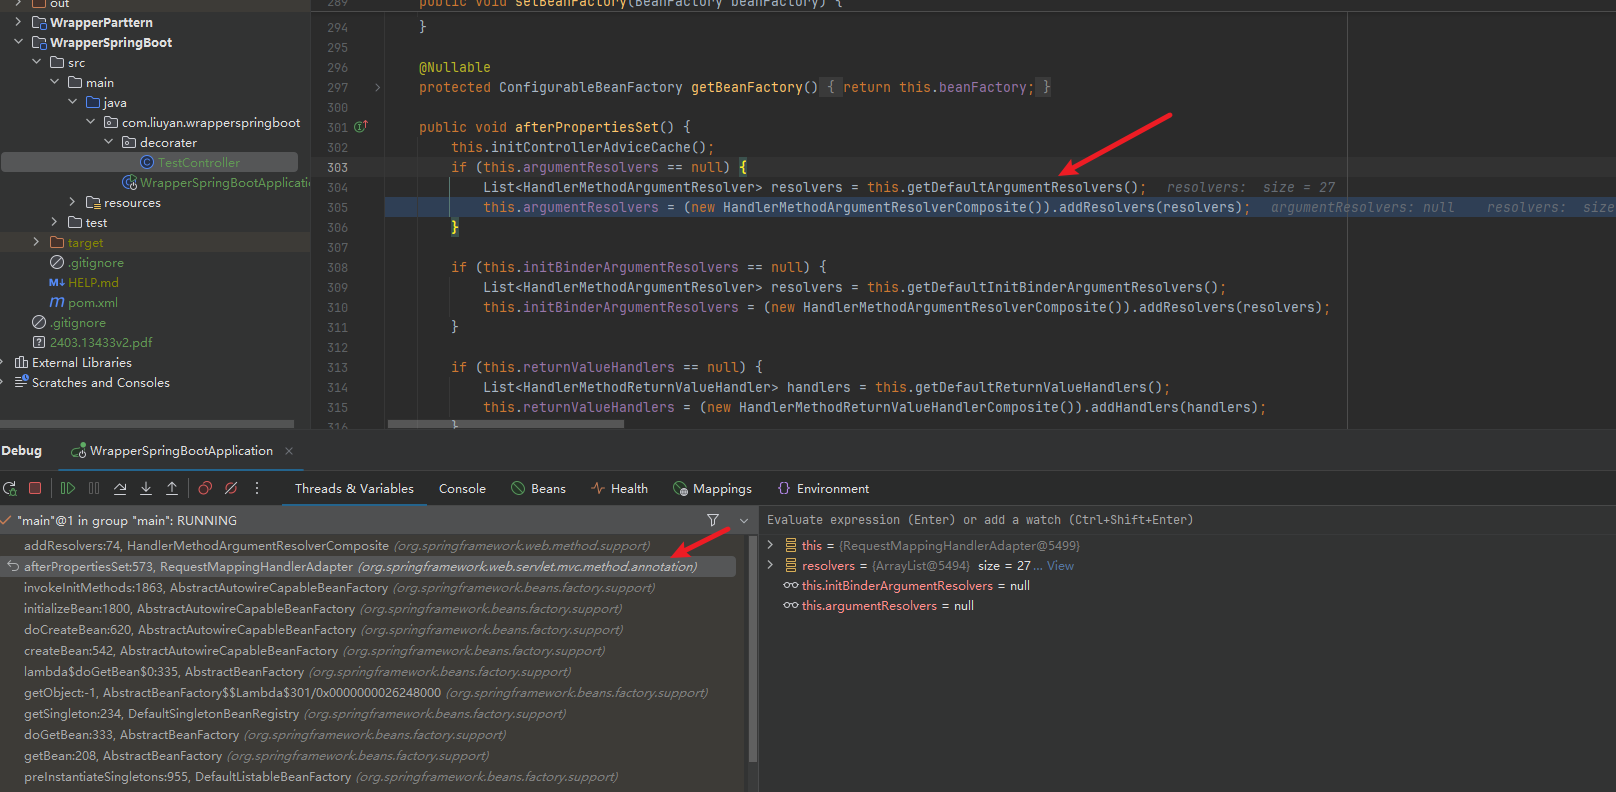 out
WrapperParttern
WrapperSpringBoot
src
main
java
com.liuyan.wrapperspringboot
decorater
TestController
WrapperSpringBootApplicati
resources
test
target
.gitignore
M↓ HELP.md
m pom.xml
.gitignore
2403.13433v2.pdf
External Libraries
Scratches and Consoles
289 public void setBeanFactory(BeanFactory beanFactory) {
294 }
295
296 @Nullable
297 protected ConfigurableBeanFactory getBeanFactory() { return this.beanFactory; }
300
301 public void afterPropertiesSet() {
302 this.initControllerAdviceCache();
303 if (this.argumentResolvers == null) {
304 List<HandlerMethodArgumentResolver> resolvers = this.getDefaultArgumentResolvers(); resolvers: size = 27
305 this.argumentResolvers = (new HandlerMethodArgumentResolverComposite()).addResolvers(resolvers); argumentResolvers: null resolvers: size
306 }
307
308 if (this.initBinderArgumentResolvers == null) {
309 List<HandlerMethodArgumentResolver> resolvers = this.getDefaultInitBinderArgumentResolvers();
310 this.initBinderArgumentResolvers = (new HandlerMethodArgumentResolverComposite()).addResolvers(resolvers);
311 }
312
313 if (this.returnValueHandlers == null) {
314 List<HandlerMethodReturnValueHandler> handlers = this.getDefaultReturnValueHandlers();
315 this.returnValueHandlers = (new HandlerMethodReturnValueHandlerComposite()).addHandlers(handlers);
316 }
Debug WrapperSpringBootApplication
Threads & Variables Console Beans Health Mappings Environment
"main"@1 in group "main": RUNNING
addResolvers:74, HandlerMethodArgumentResolverComposite (org.springframework.web.method.support)
afterPropertiesSet:573, RequestMappingHandlerAdapter (org.springframework.web.servlet.mvc.method.annotation)
invokeInitMethods:1863, AbstractAutowireCapableBeanFactory (org.springframework.beans.factory.support)
initializeBean:1800, AbstractAutowireCapableBeanFactory (org.springframework.beans.factory.support)
doCreateBean:620, AbstractAutowireCapableBeanFactory (org.springframework.beans.factory.support)
createBean:542, AbstractAutowireCapableBeanFactory (org.springframework.beans.factory.support)
lambda$doGetBean$0:335, AbstractBeanFactory (org.springframework.beans.factory.support)
getObject:-1, AbstractBeanFactory$$Lambda$301/0x0000000026248000 (org.springframework.beans.factory.support)
getSingleton:234, DefaultSingletonBeanRegistry (org.springframework.beans.factory.support)
doGetBean:333, AbstractBeanFactory (org.springframework.beans.factory.support)
getBean:208, AbstractBeanFactory (org.springframework.beans.factory.support)
preInstantiateSingletons:955, DefaultListableBeanFactory (org.springframework.beans.factory.support)
Evaluate expression (Enter) or add a watch (Ctrl+Shift+Enter)
this = {RequestMappingHandlerAdapter@5499}
resolvers = {ArrayList@5494} size = 27 ... View
this.initBinderArgumentResolvers = null
this.argumentResolvers = null